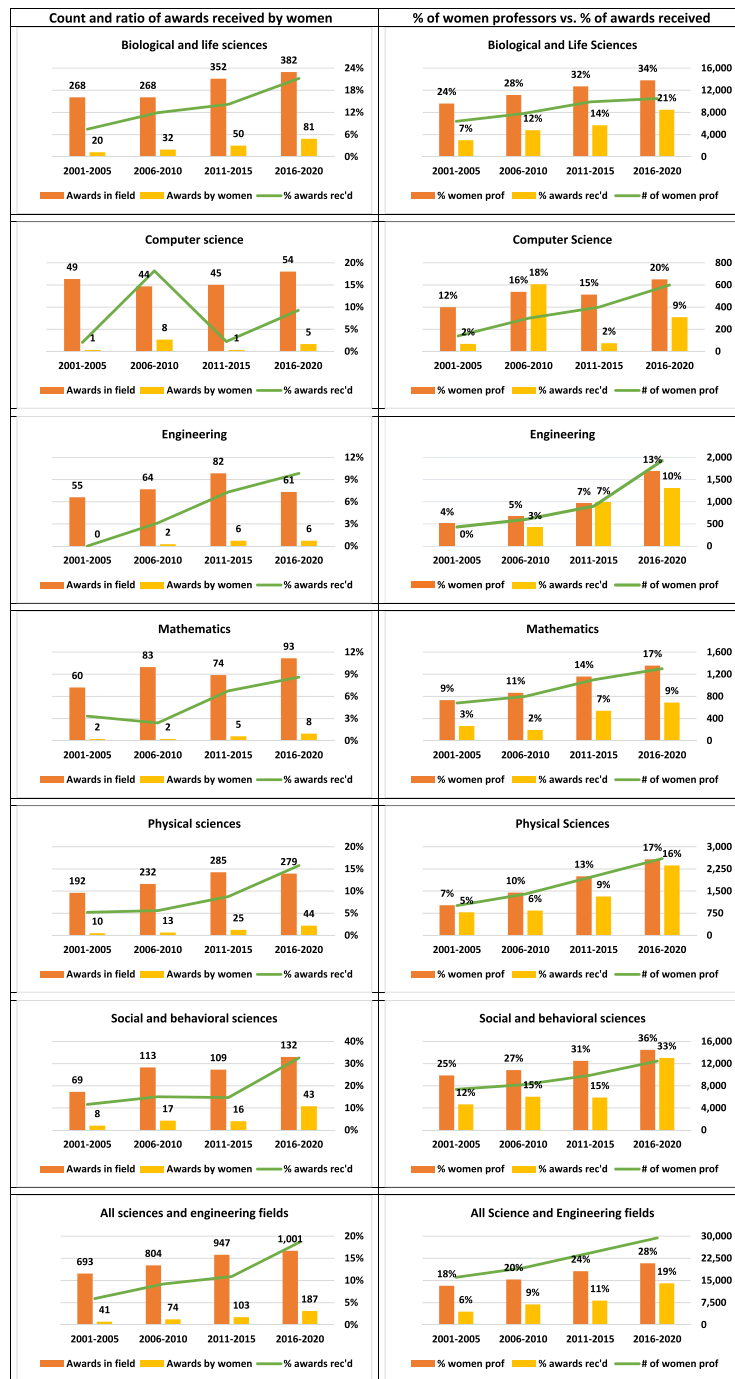 Count and ratio of awards received by women
% of women professors vs. % of awards received
Biological and life sciences
268 268 352 382
20 32 50 81
24%
18%
12%
6%
0%
2001-2005 2006-2010 2011-2015 2016-2020
Awards in field Awards by women % awards rec'd
Biological and Life Sciences
24% 28% 32% 34%
7% 12% 14% 21%
16,000
12,000
8,000
4,000
0
2001-2005 2006-2010 2011-2015 2016-2020
% women prof % awards rec'd # of women prof
Computer science
49 44 45 54
1 8 1 5
20%
15%
10%
5%
0%
2001-2005 2006-2010 2011-2015 2016-2020
Awards in field Awards by women % awards rec'd
Computer Science
12% 16% 15% 20%
2% 18% 2% 9%
800
600
400
200
0
2001-2005 2006-2010 2011-2015 2016-2020
% women prof % awards rec'd # of women prof
Engineering
55 64 82 61
0 2 6 6
12%
9%
6%
3%
0%
2001-2005 2006-2010 2011-2015 2016-2020
Awards in field Awards by women % awards rec'd
Engineering
4% 5% 7% 13%
0% 3% 7% 10%
2,000
1,500
1,000
500
0
2001-2005 2006-2010 2011-2015 2016-2020
% women prof % awards rec'd # of women prof
Mathematics
60 83 74 93
2 2 5 8
12%
9%
6%
3%
0%
2001-2005 2006-2010 2011-2015 2016-2020
Awards in field Awards by women % awards rec'd
Mathematics
9% 11% 14% 17%
3% 2% 7% 9%
1,600
1,200
800
400
0
2001-2005 2006-2010 2011-2015 2016-2020
% women prof % awards rec'd # of women prof
Physical sciences
192 232 285 279
10 13 25 44
20%
15%
10%
5%
0%
2001-2005 2006-2010 2011-2015 2016-2020
Awards in field Awards by women % awards rec'd
Physical Sciences
7% 10% 13% 17%
5% 6% 9% 16%
3,000
2,250
1,500
750
0
2001-2005 2006-2010 2011-2015 2016-2020
% women prof % awards rec'd # of women prof
Social and behavioral sciences
69 113 109 132
8 17 16 43
40%
30%
20%
10%
0%
2001-2005 2006-2010 2011-2015 2016-2020
Awards in field Awards by women % awards rec'd
Social and behavioral sciences
25% 27% 31% 36%
12% 15% 15% 33%
16,000
12,000
8,000
4,000
0
2001-2005 2006-2010 2011-2015 2016-2020
% women prof % awards rec'd # of women prof
All sciences and engineering fields
693 804 947 1,001
41 74 103 187
20%
15%
10%
5%
0%
2001-2005 2006-2010 2011-2015 2016-2020
Awards in field Awards by women % awards rec'd
All Science and Engineering fields
18% 20% 24% 28%
6% 9% 11% 19%
30,000
22,500
15,000
7,500
0
2001-2005 2006-2010 2011-2015 2016-2020
% women prof % awards rec'd # of women prof